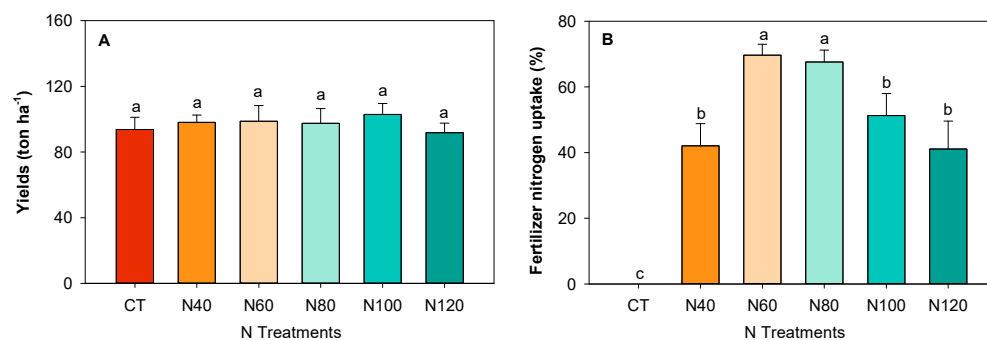 A
Yields (ton ha-1)
160
120
80
40
0
a
a
a
a
a
a
CT
N40
N60
N80
N100
N120
N Treatments
B
Fertilizer nitrogen uptake (%)
80
60
40
20
0
c
b
a
a
b
b
CT
N40
N60
N80
N100
N120
N Treatments